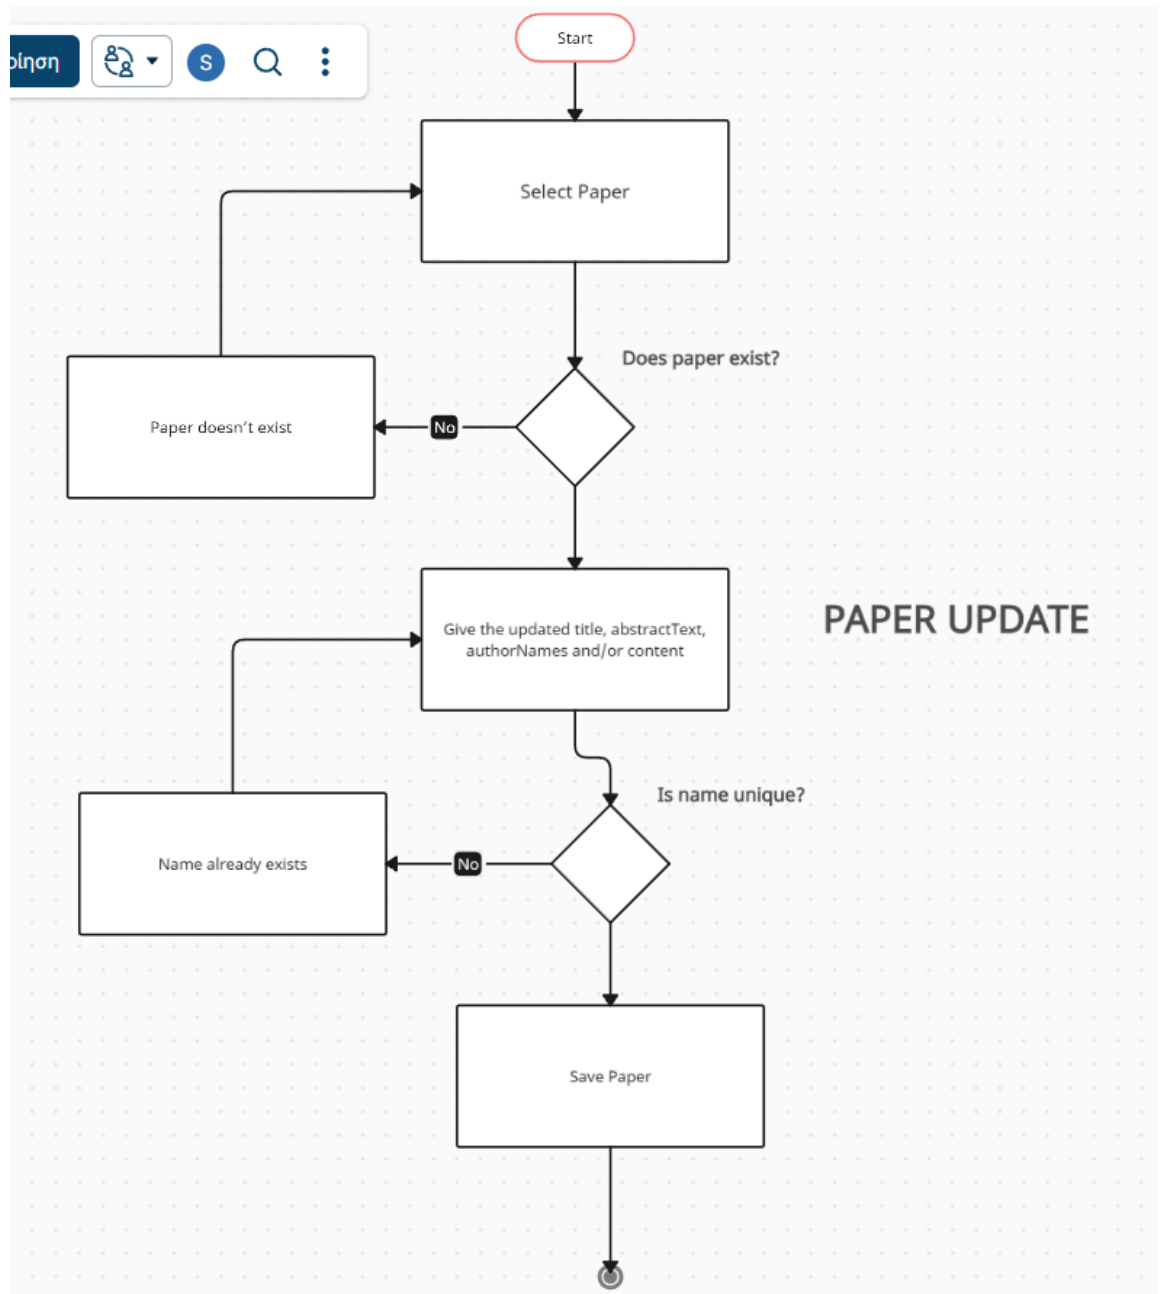 Start
S
Select Paper
Does paper exist?
Paper doesn't exist
No
Give the updated title, abstractText,
authorNames and/or content
PAPER UPDATE
Is name unique?
Name already exists
No
Save Paper